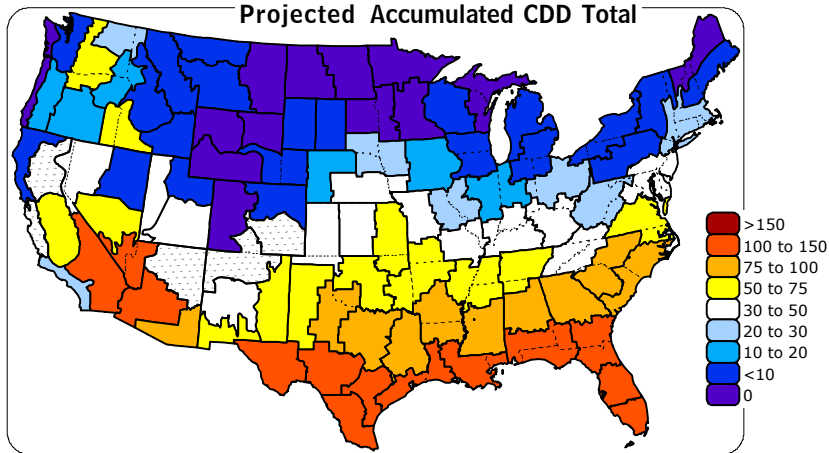 Projected Accumulated CDD Total
>150
100 to 150
75 to 100
50 to 75
30 to 50
20 to 30
10 to 20
<10
0